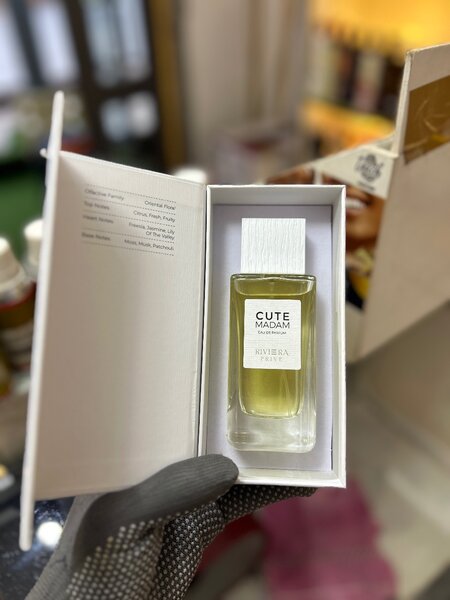 Olfactive Family Oriental Floral
Top Notes Citrus, Fresh, Fruity
Heart Notes Freesia, Jasmine, Lily
Of The Valley
Base Notes Moss, Musk, Patchouli
CUTE
MADAM
EAU DE PARFUM
RIVIERA
PRIVE